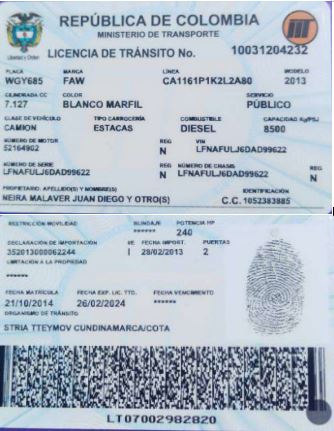 REPÚBLICA DE COLOMBIA
MINISTERIO DE TRANSPORTE
LICENCIA DE TRÁNSITO No. 10031204232
PLACA MARCA LÍNEA MODELO
WGY685 FAW CA1161P1K2L2A80 2013
CILINDRADA CC COLOR SERVICIO
7.127 BLANCO MARFIL PÚBLICO
CLASE DE VEHÍCULO TIPO CARROCERÍA COMBUSTIBLE CAPACIDAD Kg/PSJ
CAMION ESTACAS DIESEL 8500
NÚMERO DE MOTOR REG VIN
52164902 N LFNAFULJ6DAD99622
NÚMERO DE SERIE REG NÚMERO DE CHASIS REG
LFNAFULJ6DAD99622 N LFNAFULJ6DAD99622 N
PROPIETARIO: APELLIDO(S) Y NOMBRE(S) IDENTIFICACIÓN
NEIRA MALAVER JUAN DIEGO Y OTRO(S) C.C. 1052383885
RESTRICCIÓN MOVILIDAD BLINDAJE POTENCIA HP
****** 240
DECLARACIÓN DE IMPORTACIÓN I/E FECHA IMPORT. PUERTAS
352013000062244 I 28/02/2013 2
LIMITACIÓN A LA PROPIEDAD
******
FECHA MATRÍCULA FECHA EXP. LIC. TTO. FECHA VENCIMIENTO
21/10/2014 26/02/2024 ******
ORGANISMO DE TRÁNSITO
STRIA TTEYMOV CUNDINAMARCA/COTA
LT07002982820